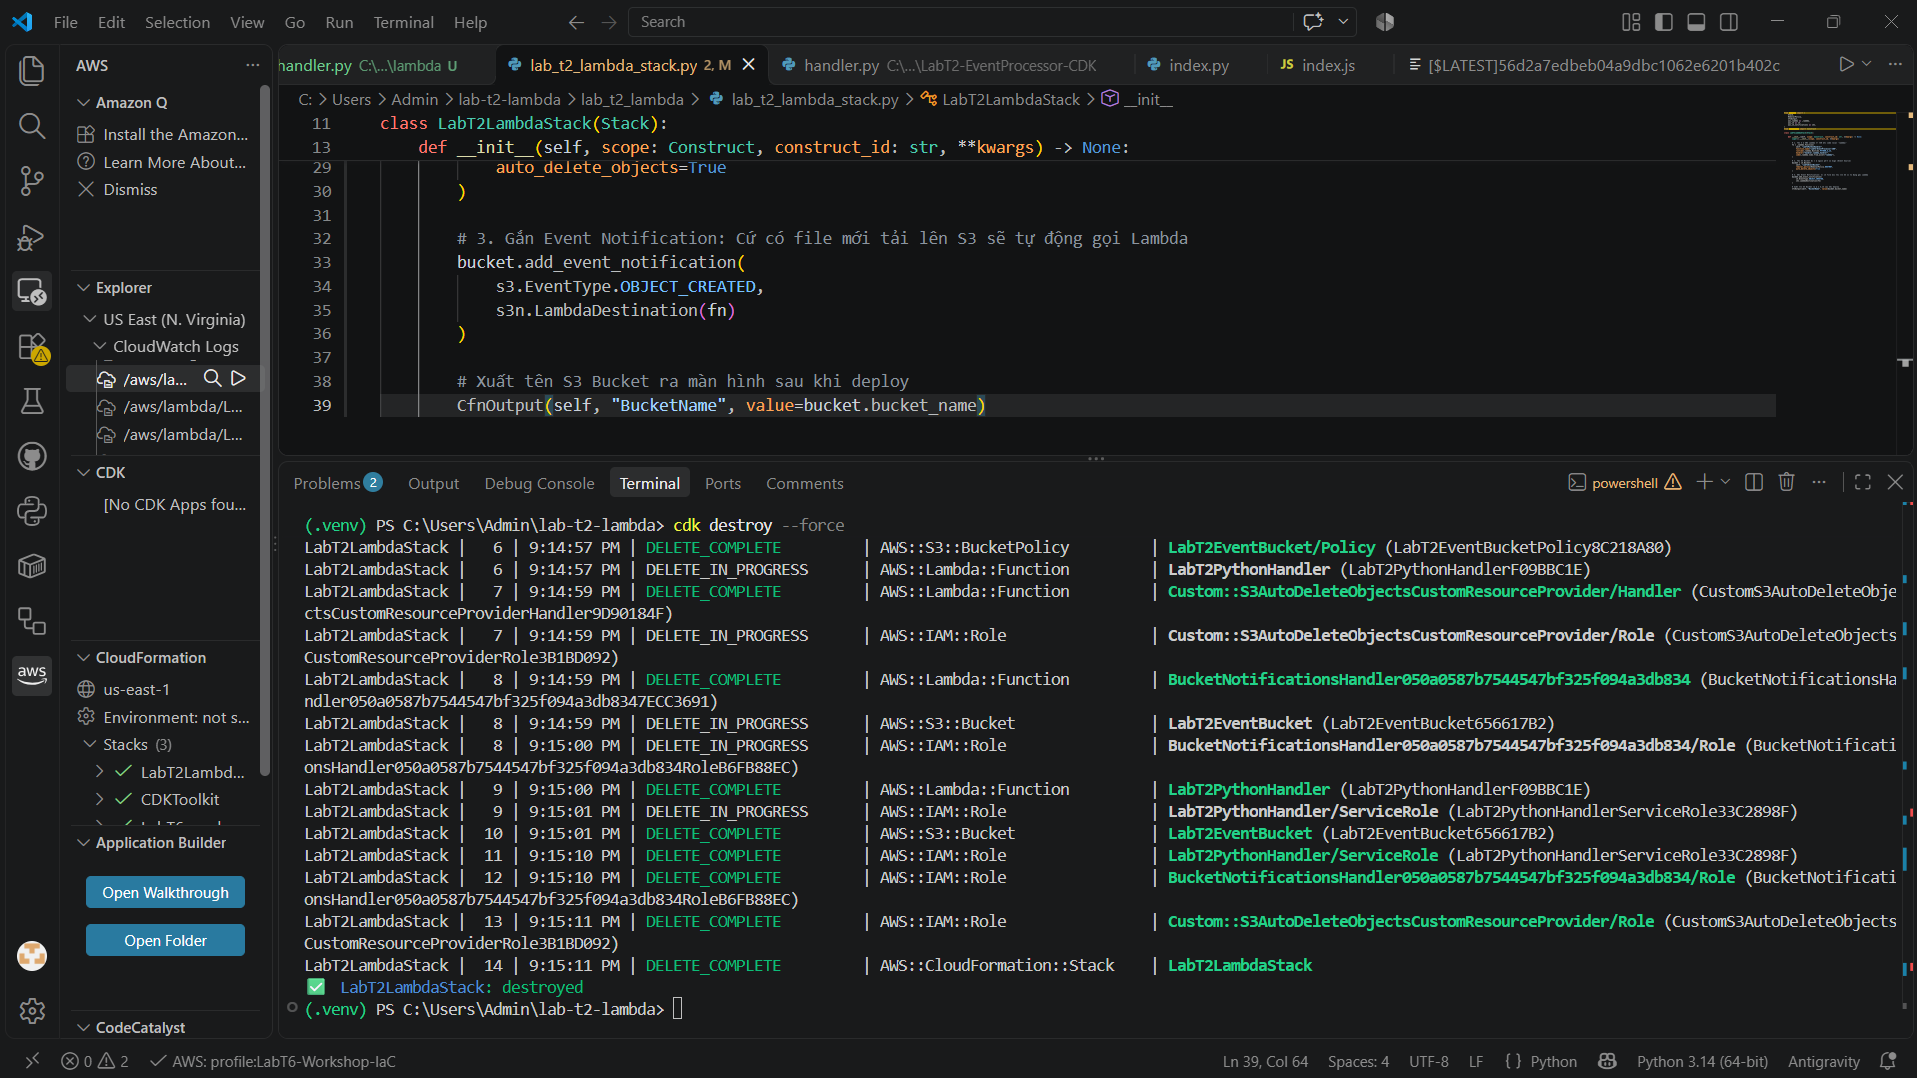 File Edit Selection View Go Run Terminal Help
Search
AWS
Amazon Q
Install the Amazon...
Learn More About...
Dismiss
Explorer
US East (N. Virginia)
CloudWatch Logs
/aws/la...
/aws/lambda/L...
/aws/lambda/L...
CDK
[No CDK Apps fou...
CloudFormation
us-east-1
Environment: not s...
Stacks (3)
LabT2Lambd...
CDKToolkit
Application Builder
Open Walkthrough
Open Folder
CodeCatalyst
handler.py C:\...\lambda U
lab_t2_lambda_stack.py 2, M
handler.py C:\...\LabT2-EventProcessor-CDK
index.py
JS index.js
[$LATEST]56d2a7edbeb04a9dbc1062e6201b402c
C: > Users > Admin > lab-t2-lambda > lab_t2_lambda > lab_t2_lambda_stack.py > LabT2LambdaStack > __init__
11 class LabT2LambdaStack(Stack):
13 def __init__(self, scope: Construct, construct_id: str, **kwargs) -> None:
29 auto_delete_objects=True
30 )
31
32 # 3. Gắn Event Notification: Cứ có file mới tải lên S3 sẽ tự động gọi Lambda
33 bucket.add_event_notification(
34 s3.EventType.OBJECT_CREATED,
35 s3n.LambdaDestination(fn)
36 )
37
38 # Xuất tên S3 Bucket ra màn hình sau khi deploy
39 CfnOutput(self, "BucketName", value=bucket.bucket_name)
Problems 2 Output Debug Console Terminal Ports Comments
powershell
(.venv) PS C:\Users\Admin\lab-t2-lambda> cdk destroy --force
LabT2LambdaStack | 6 | 9:14:57 PM | DELETE_COMPLETE | AWS::S3::BucketPolicy | LabT2EventBucket/Policy (LabT2EventBucketPolicy8C218A80)
LabT2LambdaStack | 6 | 9:14:57 PM | DELETE_IN_PROGRESS | AWS::Lambda::Function | LabT2PythonHandler (LabT2PythonHandlerF09BBC1E)
LabT2LambdaStack | 7 | 9:14:59 PM | DELETE_COMPLETE | AWS::Lambda::Function | Custom::S3AutoDeleteObjectsCustomResourceProvider/Handler (CustomS3AutoDeleteObje
ctsCustomResourceProviderHandler9D90184F)
LabT2LambdaStack | 7 | 9:14:59 PM | DELETE_IN_PROGRESS | AWS::IAM::Role | Custom::S3AutoDeleteObjectsCustomResourceProvider/Role (CustomS3AutoDeleteObjects
CustomResourceProviderRole3B1BD092)
LabT2LambdaStack | 8 | 9:14:59 PM | DELETE_COMPLETE | AWS::Lambda::Function | BucketNotificationsHandler050a0587b7544547bf325f094a3db834 (BucketNotificationsHa
ndler050a0587b7544547bf325f094a3db8347ECC3691)
LabT2LambdaStack | 8 | 9:14:59 PM | DELETE_IN_PROGRESS | AWS::S3::Bucket | LabT2EventBucket (LabT2EventBucket656617B2)
LabT2LambdaStack | 8 | 9:15:00 PM | DELETE_IN_PROGRESS | AWS::IAM::Role | BucketNotificationsHandler050a0587b7544547bf325f094a3db834/Role (BucketNotificati
onsHandler050a0587b7544547bf325f094a3db834RoleB6FB88EC)
LabT2LambdaStack | 9 | 9:15:00 PM | DELETE_COMPLETE | AWS::Lambda::Function | LabT2PythonHandler (LabT2PythonHandlerF09BBC1E)
LabT2LambdaStack | 9 | 9:15:01 PM | DELETE_IN_PROGRESS | AWS::IAM::Role | LabT2PythonHandler/ServiceRole (LabT2PythonHandlerServiceRole33C2898F)
LabT2LambdaStack | 10 | 9:15:01 PM | DELETE_COMPLETE | AWS::S3::Bucket | LabT2EventBucket (LabT2EventBucket656617B2)
LabT2LambdaStack | 11 | 9:15:10 PM | DELETE_COMPLETE | AWS::IAM::Role | LabT2PythonHandler/ServiceRole (LabT2PythonHandlerServiceRole33C2898F)
LabT2LambdaStack | 12 | 9:15:10 PM | DELETE_COMPLETE | AWS::IAM::Role | BucketNotificationsHandler050a0587b7544547bf325f094a3db834/Role (BucketNotificati
onsHandler050a0587b7544547bf325f094a3db834RoleB6FB88EC)
LabT2LambdaStack | 13 | 9:15:11 PM | DELETE_COMPLETE | AWS::IAM::Role | Custom::S3AutoDeleteObjectsCustomResourceProvider/Role (CustomS3AutoDeleteObjects
CustomResourceProviderRole3B1BD092)
LabT2LambdaStack | 14 | 9:15:11 PM | DELETE_COMPLETE | AWS::CloudFormation::Stack | LabT2LambdaStack
✅ LabT2LambdaStack: destroyed
(.venv) PS C:\Users\Admin\lab-t2-lambda>
aws
0 2 AWS: profile:LabT6-Workshop-IaC
Ln 39, Col 64 Spaces: 4 UTF-8 LF {} Python Python 3.14 (64-bit) Antigravity